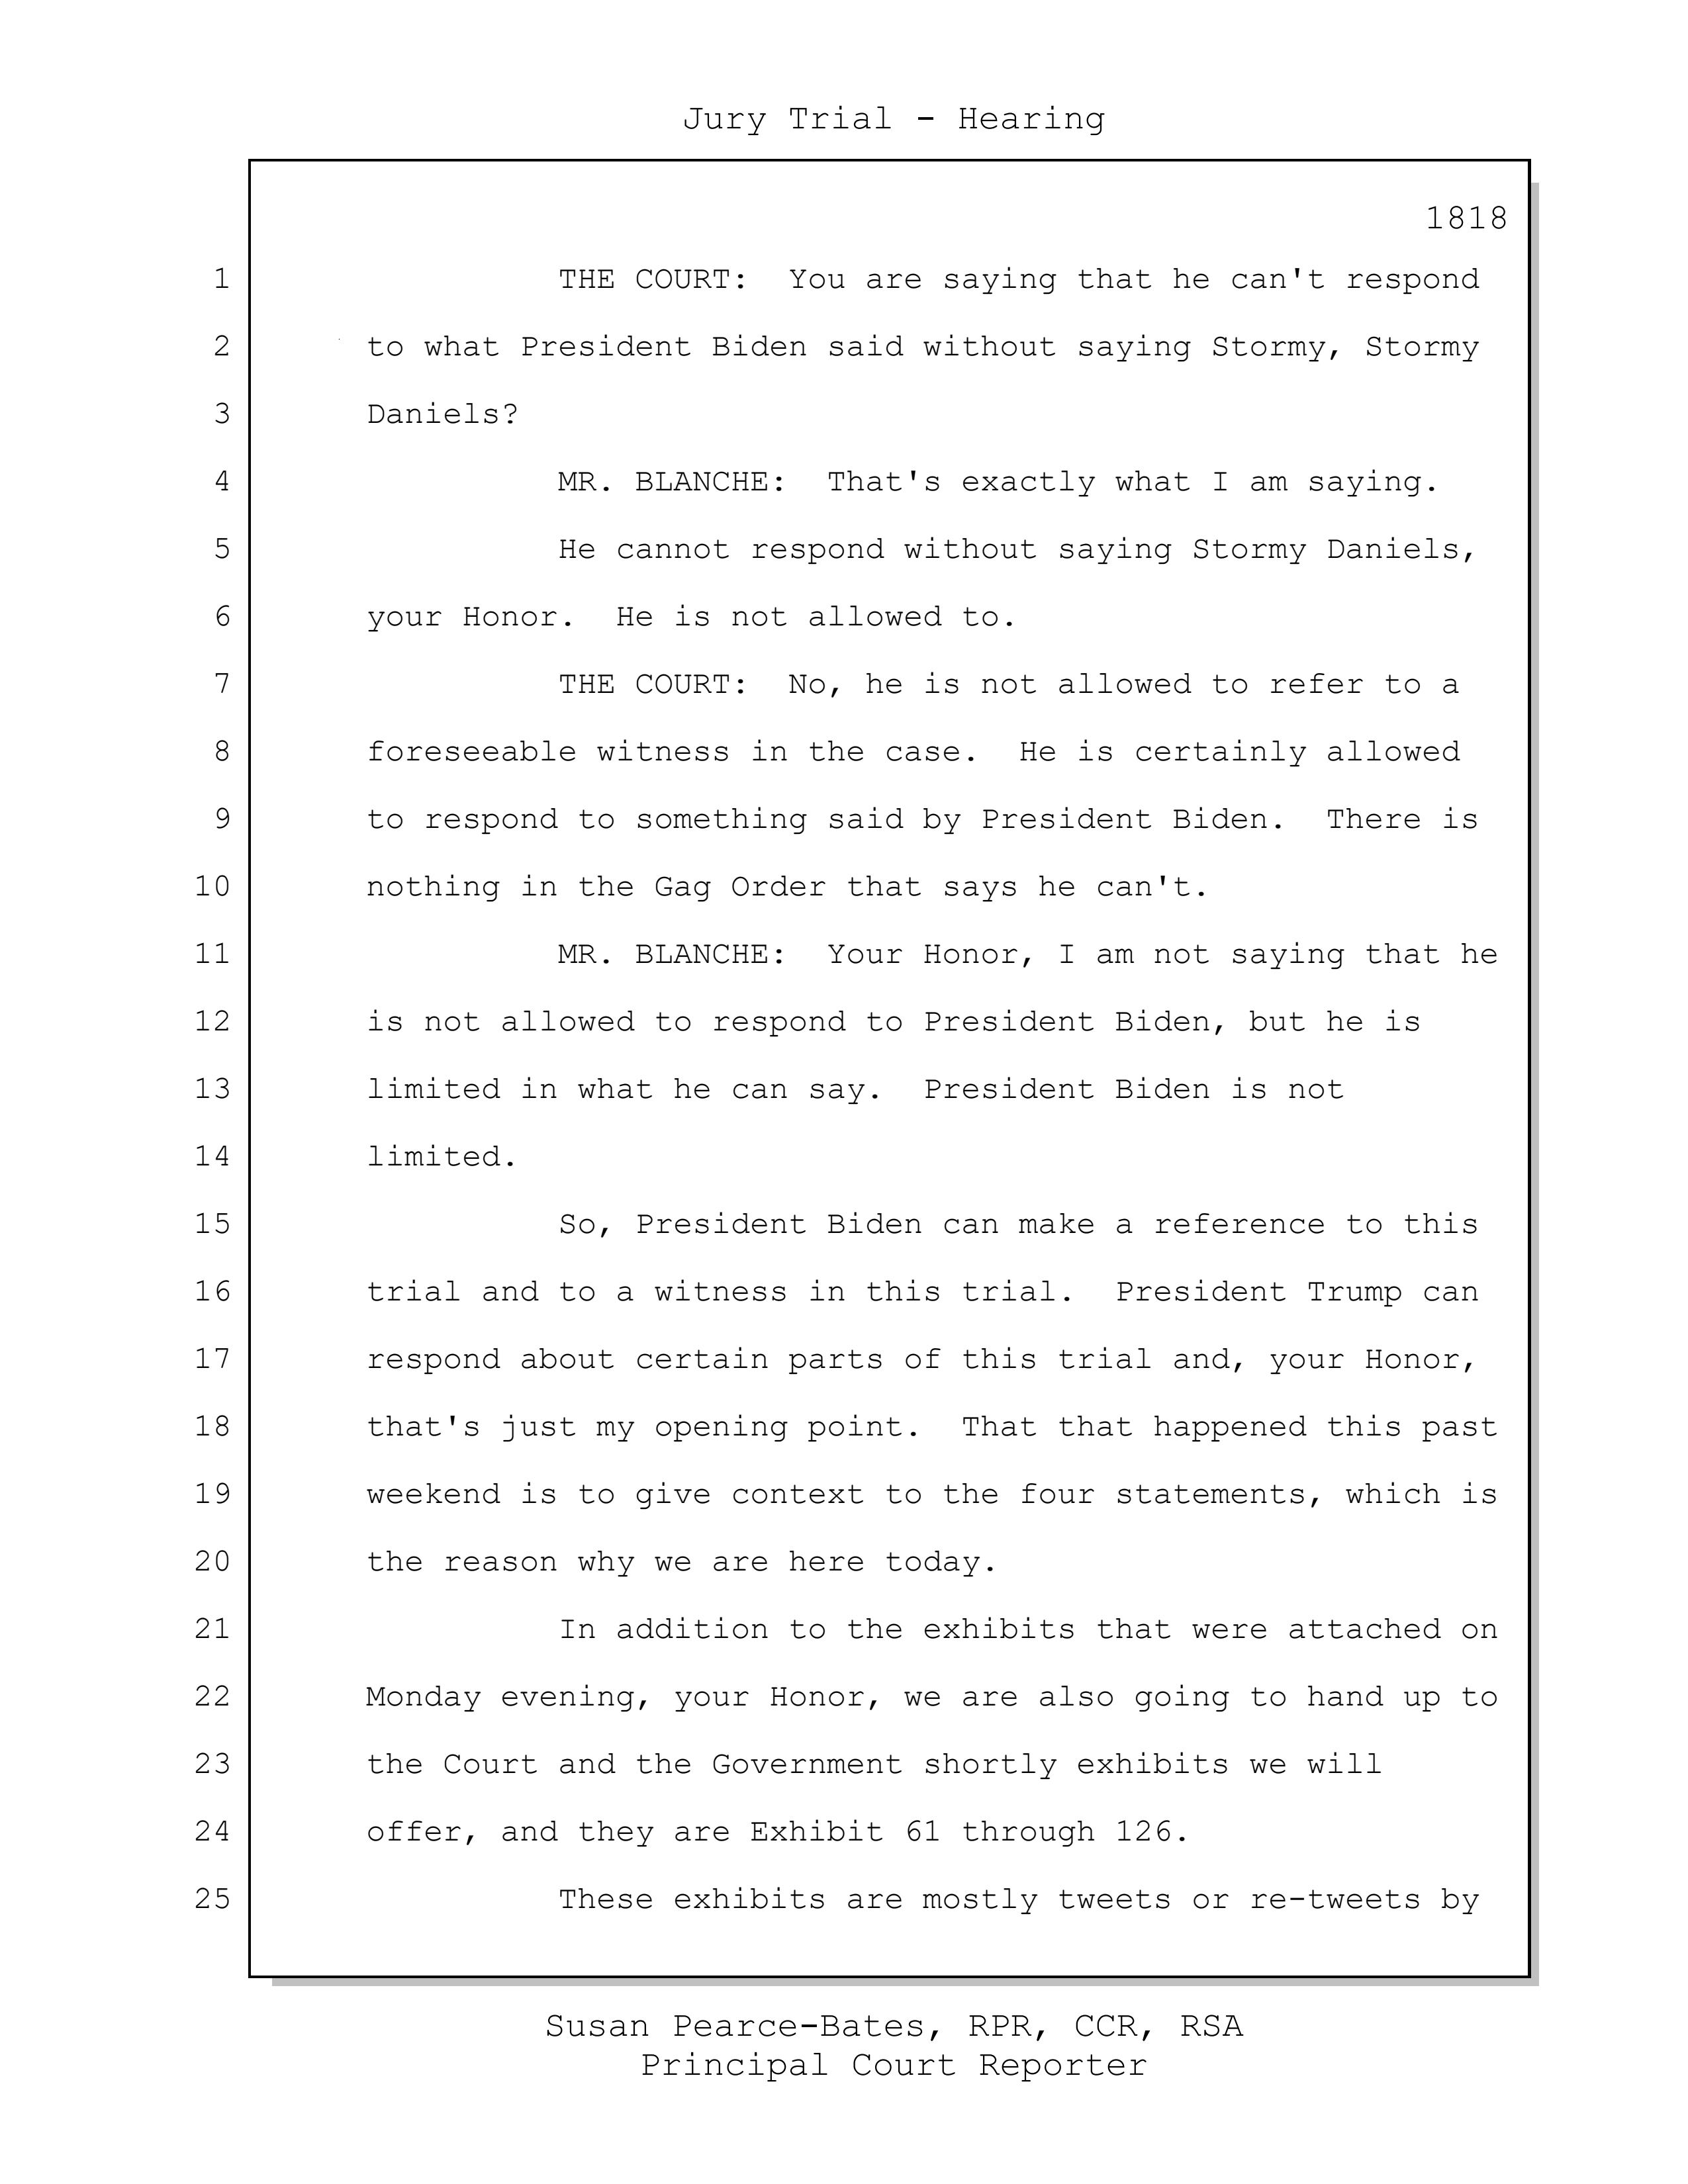 Jury Trial - Hearing
1818
1 THE COURT: You are saying that he can't respond
2 to what President Biden said without saying Stormy, Stormy
3 Daniels?
4 MR. BLANCHE: That's exactly what I am saying.
5 He cannot respond without saying Stormy Daniels,
6 your Honor. He is not allowed to.
7 THE COURT: No, he is not allowed to refer to a
8 foreseeable witness in the case. He is certainly allowed
9 to respond to something said by President Biden. There is
10 nothing in the Gag Order that says he can't.
11 MR. BLANCHE: Your Honor, I am not saying that he
12 is not allowed to respond to President Biden, but he is
13 limited in what he can say. President Biden is not
14 limited.
15 So, President Biden can make a reference to this
16 trial and to a witness in this trial. President Trump can
17 respond about certain parts of this trial and, your Honor,
18 that's just my opening point. That that happened this past
19 weekend is to give context to the four statements, which is
20 the reason why we are here today.
21 In addition to the exhibits that were attached on
22 Monday evening, your Honor, we are also going to hand up to
23 the Court and the Government shortly exhibits we will
24 offer, and they are Exhibit 61 through 126.
25 These exhibits are mostly tweets or re-tweets by
Susan Pearce-Bates, RPR, CCR, RSA
Principal Court Reporter